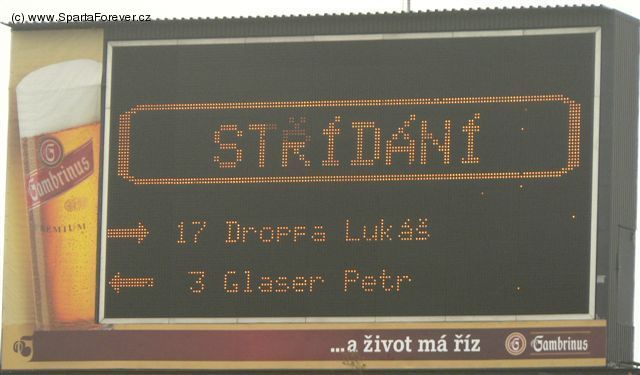 (c) www.SpartaForever.cz
STŘÍDÁNÍ
17 Droppa Lukáš
3 Glaser Petr
Gambrinus
PREMIUM
...a život má říz
Gambrinus